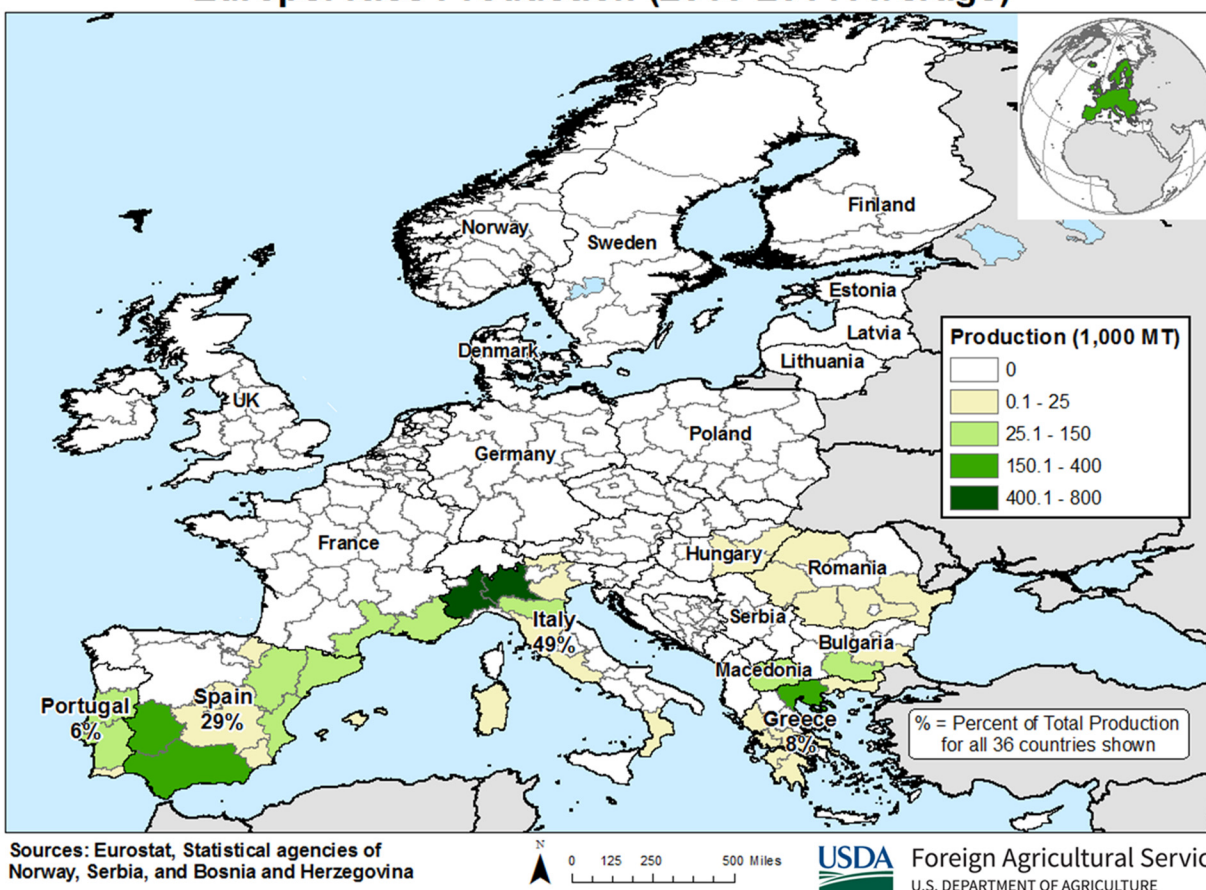 Norway
Sweden
Finland
Estonia
Latvia
Lithuania
Denmark
UK
Poland
Germany
France
Hungary
Romania
Serbia
Italy
49%
Bulgaria
Macedonia
Portugal
6%
Spain
29%
Greece
8%
Production (1,000 MT)
0
0.1 - 25
25.1 - 150
150.1 - 400
400.1 - 800
% = Percent of Total Production
for all 36 countries shown
Sources: Eurostat, Statistical agencies of
Norway, Serbia, and Bosnia and Herzegovina
N
0 125 250 500 Miles
USDA
Foreign Agricultural Servic
U.S. DEPARTMENT OF AGRICULTURE